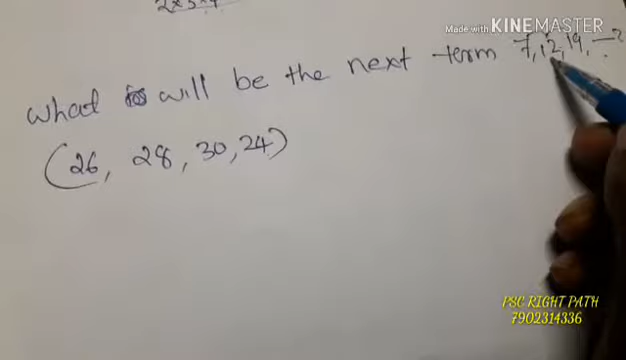 Made with KINEMASTER
What will be the next term 7, 12, 19, — ?
(26, 28, 30, 24)
PSC RIGHT PATH
7902314336